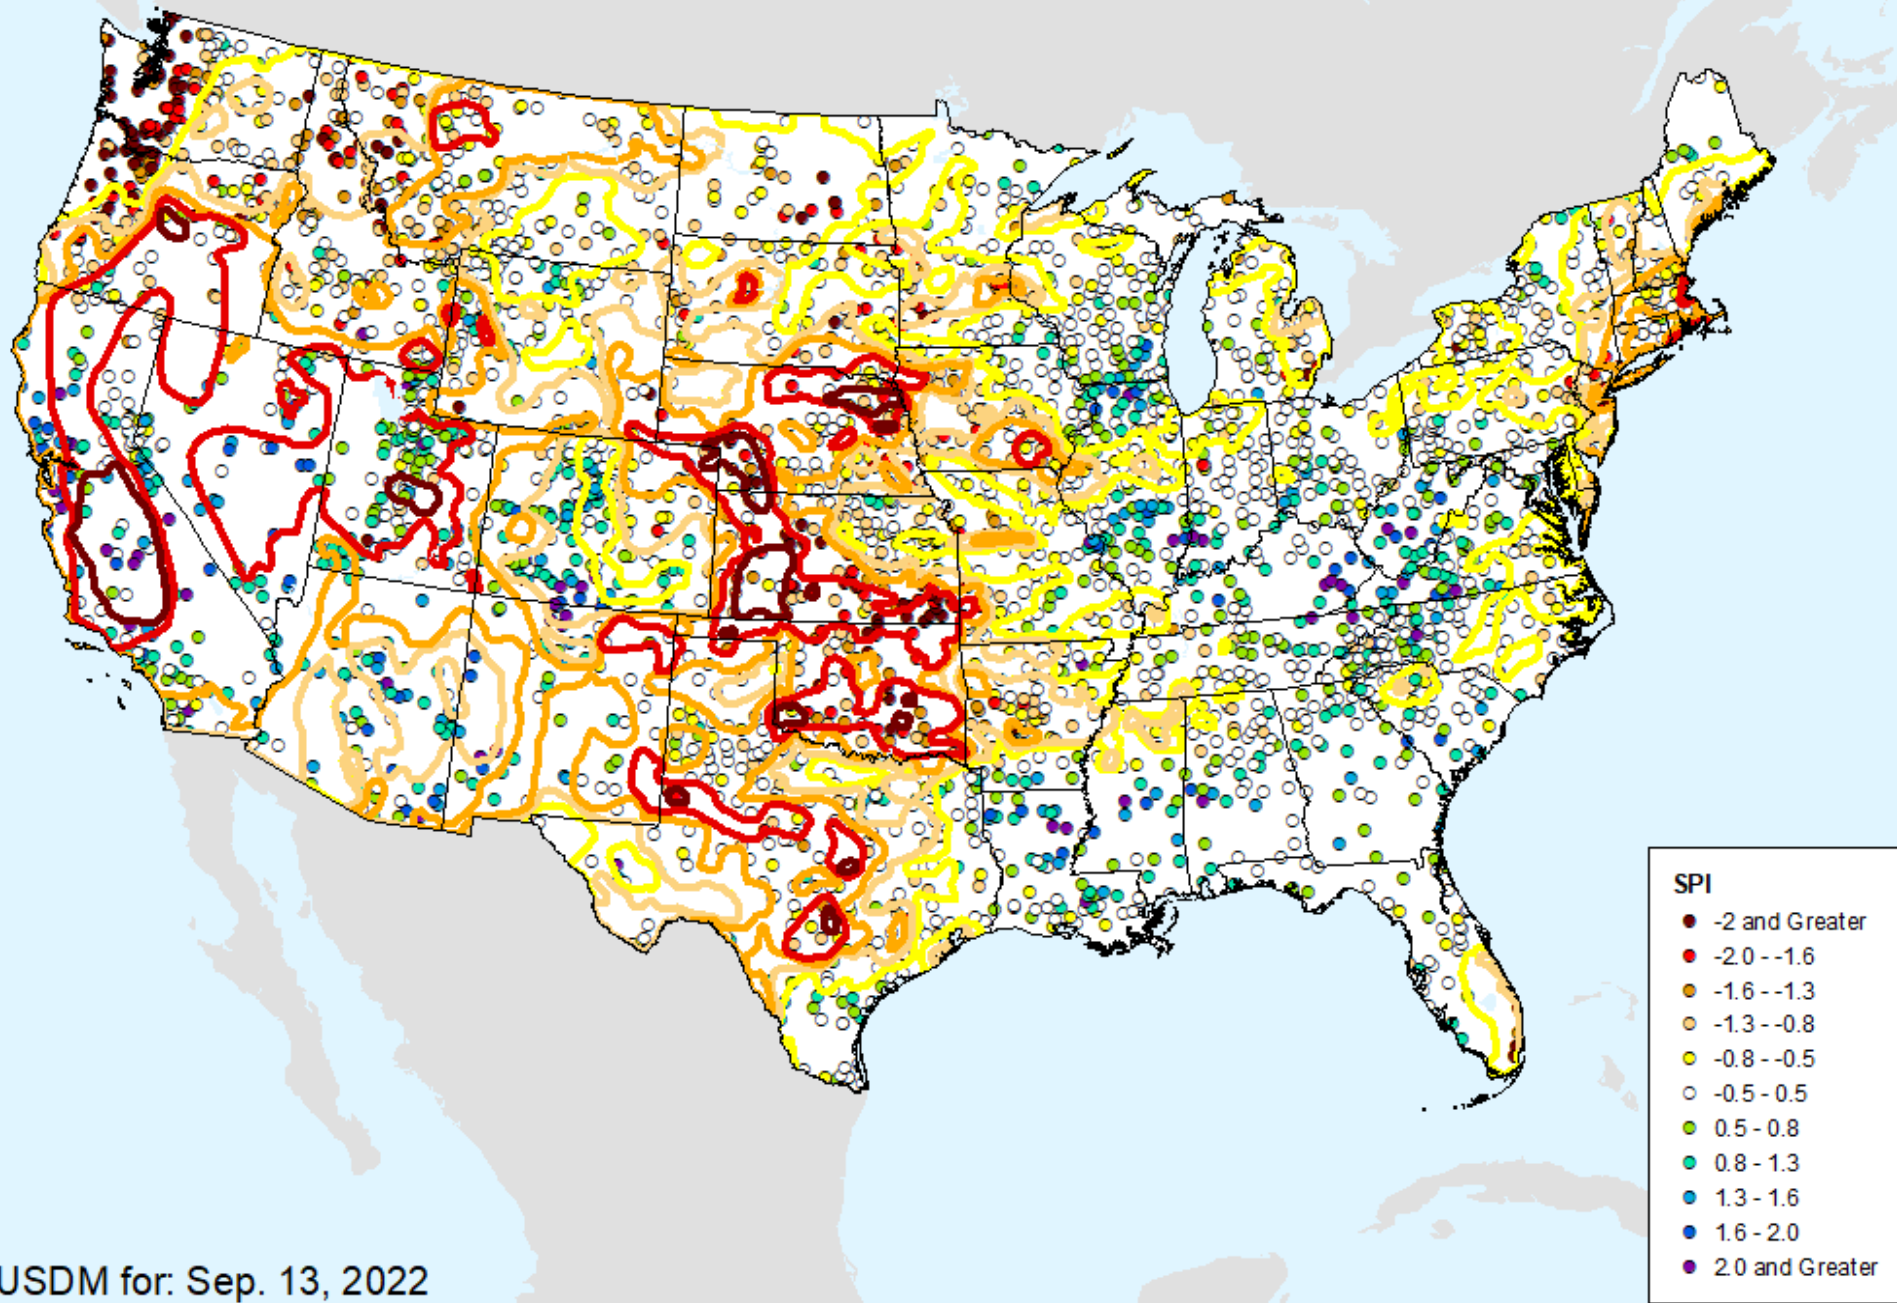 SPI
-2 and Greater
-2.0 - -1.6
-1.6 - -1.3
-1.3 - -0.8
-0.8 - -0.5
-0.5 - 0.5
0.5 - 0.8
0.8 - 1.3
1.3 - 1.6
1.6 - 2.0
2.0 and Greater
USDM for: Sep. 13, 2022